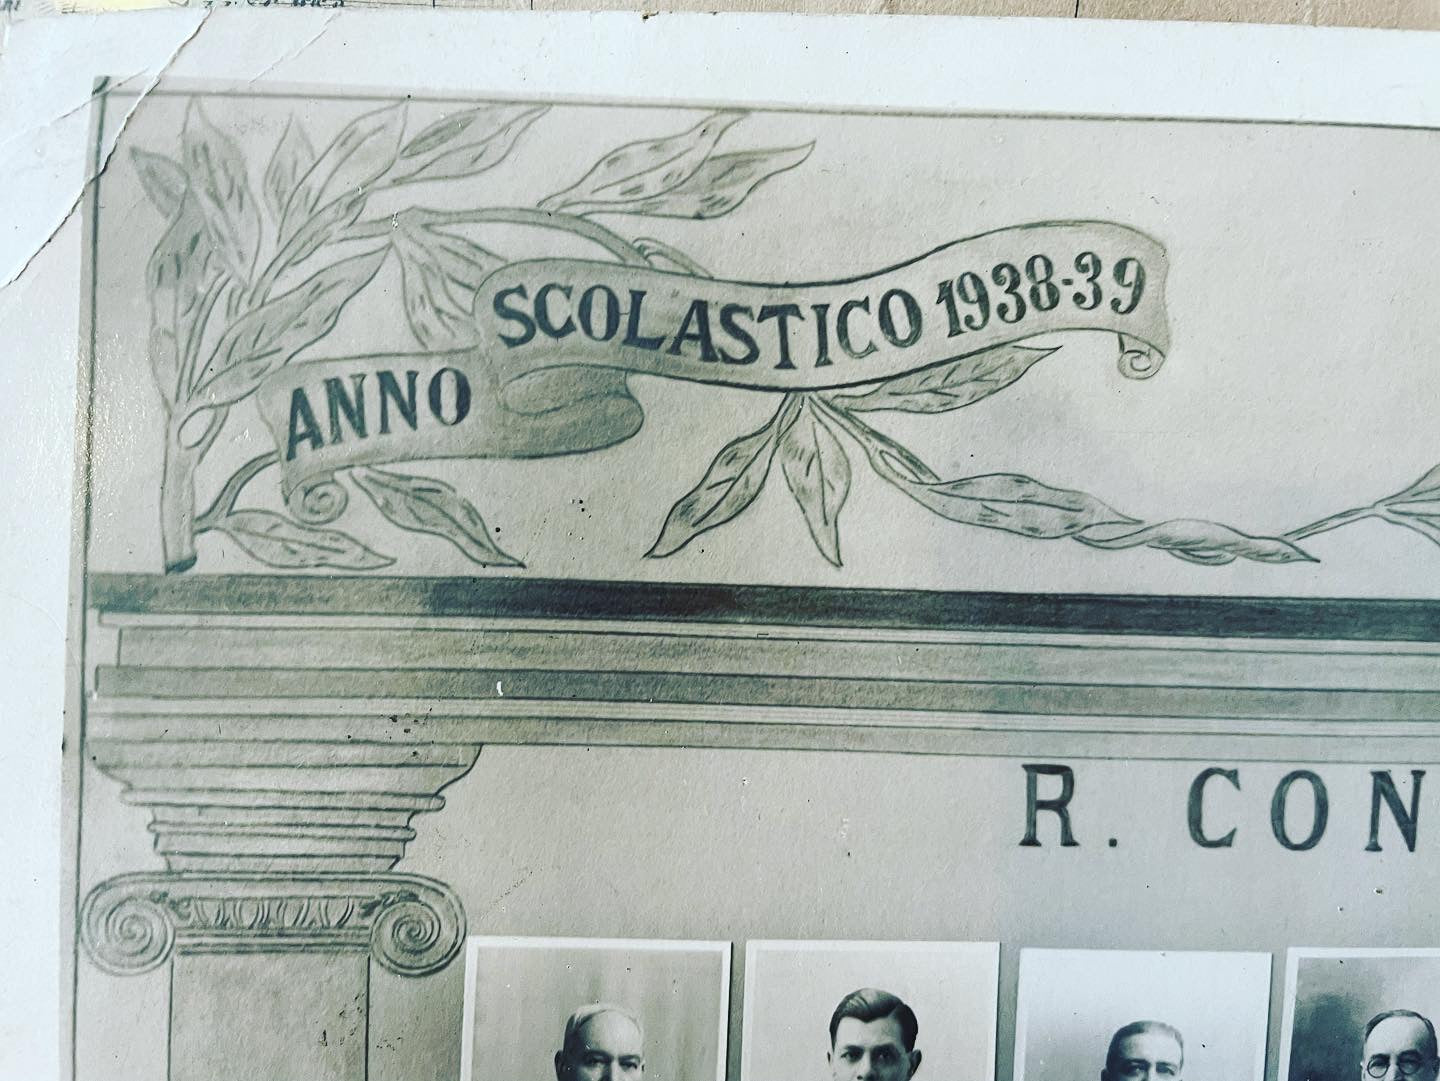 ANNO SCOLASTICO 1938-39
R. CON